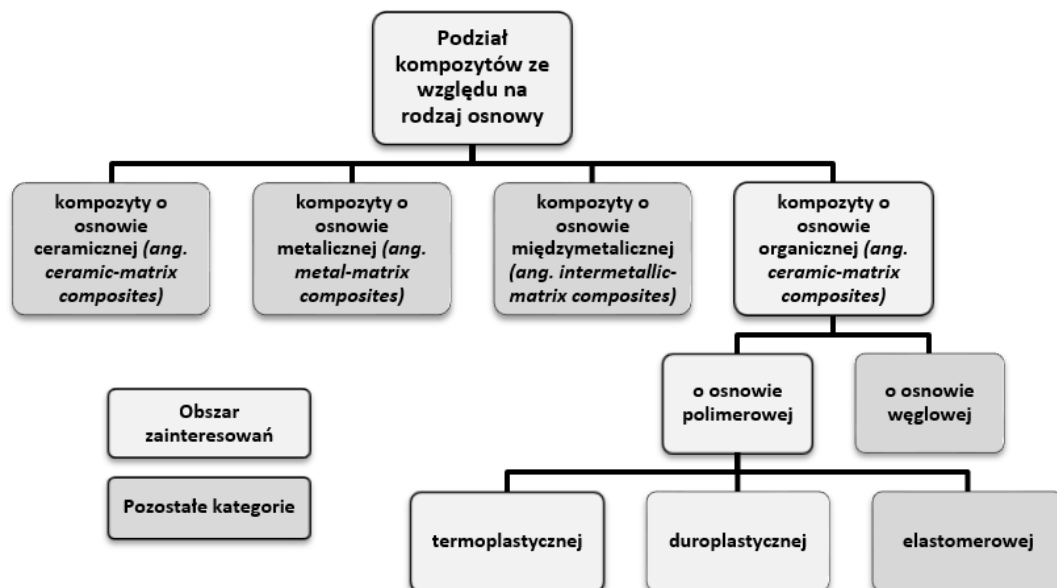 Podział
kompozytów ze
względu na
rodzaj osnowy
kompozyty o
osnowie
ceramicznej (ang.
ceramic-matrix
composites)
kompozyty o
osnowie
metalicznej (ang.
metal-matrix
composites)
kompozyty o
osnowie
międzymetalicznej
(ang. intermetallic-
matrix composites)
kompozyty o
osnowie
organicznej (ang.
ceramic-matrix
composites)
o osnowie
polimerowej
o osnowie
węglowej
Obszar
zainteresowań
Pozostałe kategorie
termoplastycznej
duroplastycznej
elastomerowej